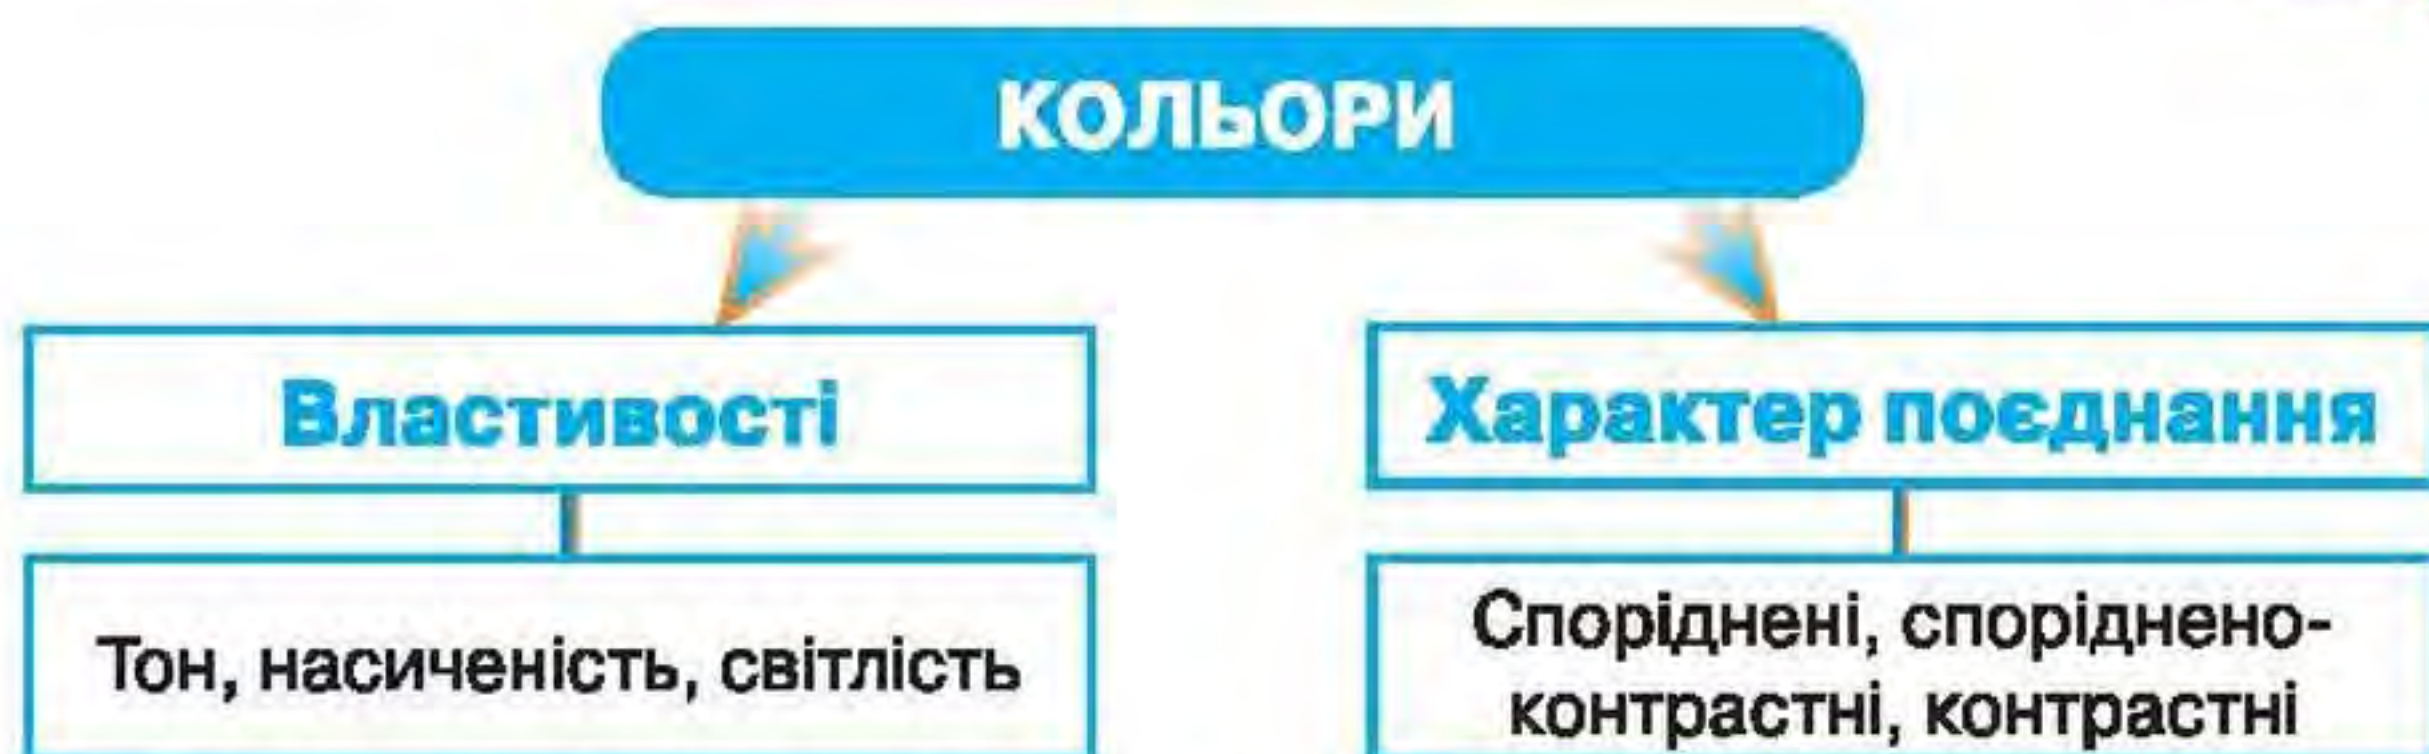 КОЛЬОРИ
Властивості
Характер поєднання
Тон, насиченість, світлість
Споріднені, споріднено-
контрастні, контрастні